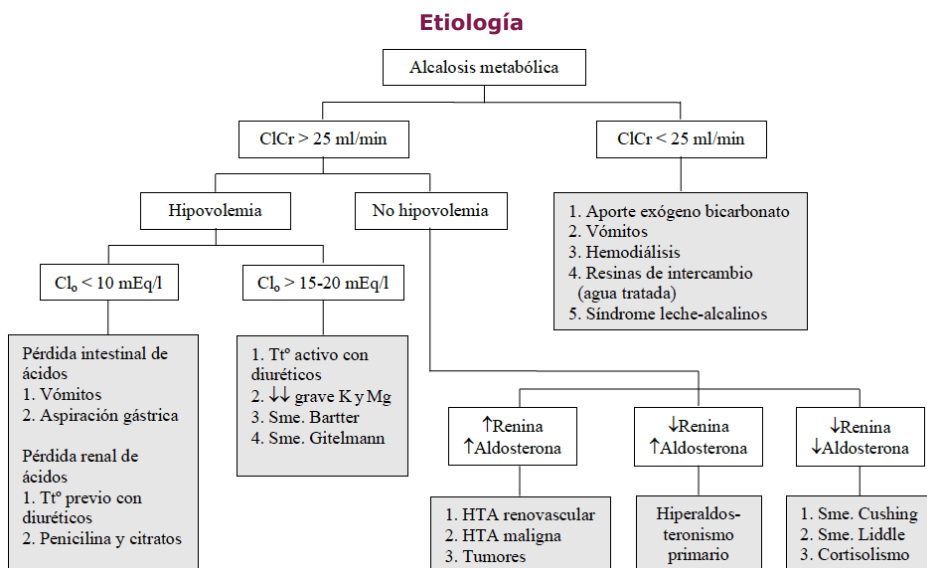 Etiología
Alcalosis metabólica
ClCr > 25 ml/min
ClCr < 25 ml/min
Hipovolemia
No hipovolemia
1. Aporte exógeno bicarbonato
2. Vómitos
3. Hemodiálisis
4. Resinas de intercambio
(agua tratada)
5. Síndrome leche-alcalinos
Clo < 10 mEq/l
Clo > 15-20 mEq/l
Pérdida intestinal de
ácidos
1. Vómitos
2. Aspiración gástrica
Pérdida renal de
ácidos
1. Ttº previo con
diuréticos
2. Penicilina y citratos
1. Ttº activo con
diuréticos
2. ↓↓ grave K y Mg
3. Sme. Bartter
4. Sme. Gitelmann
↑Renina
↑Aldosterona
↓Renina
↑Aldosterona
↓Renina
↓Aldosterona
1. HTA renovascular
2. HTA maligna
3. Tumores
Hiperaldos-
teronismo
primario
1. Sme. Cushing
2. Sme. Liddle
3. Cortisolismo